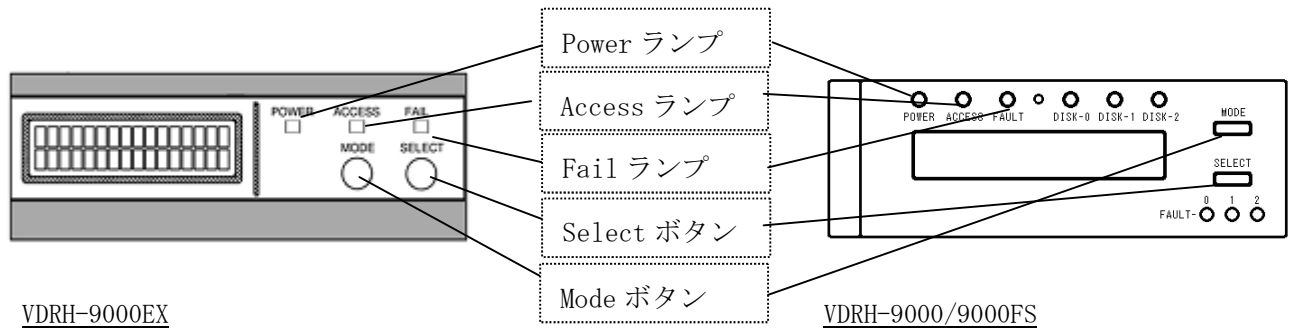 POWER ACCESS FAIL
MODE SELECT
VDRH-9000EX
Power ランプ
Access ランプ
Fail ランプ
Select ボタン
Mode ボタン
POWER ACCESS FAULT DISK-0 DISK-1 DISK-2
MODE
SELECT
0 1 2
FAULT-
VDRH-9000/9000FS